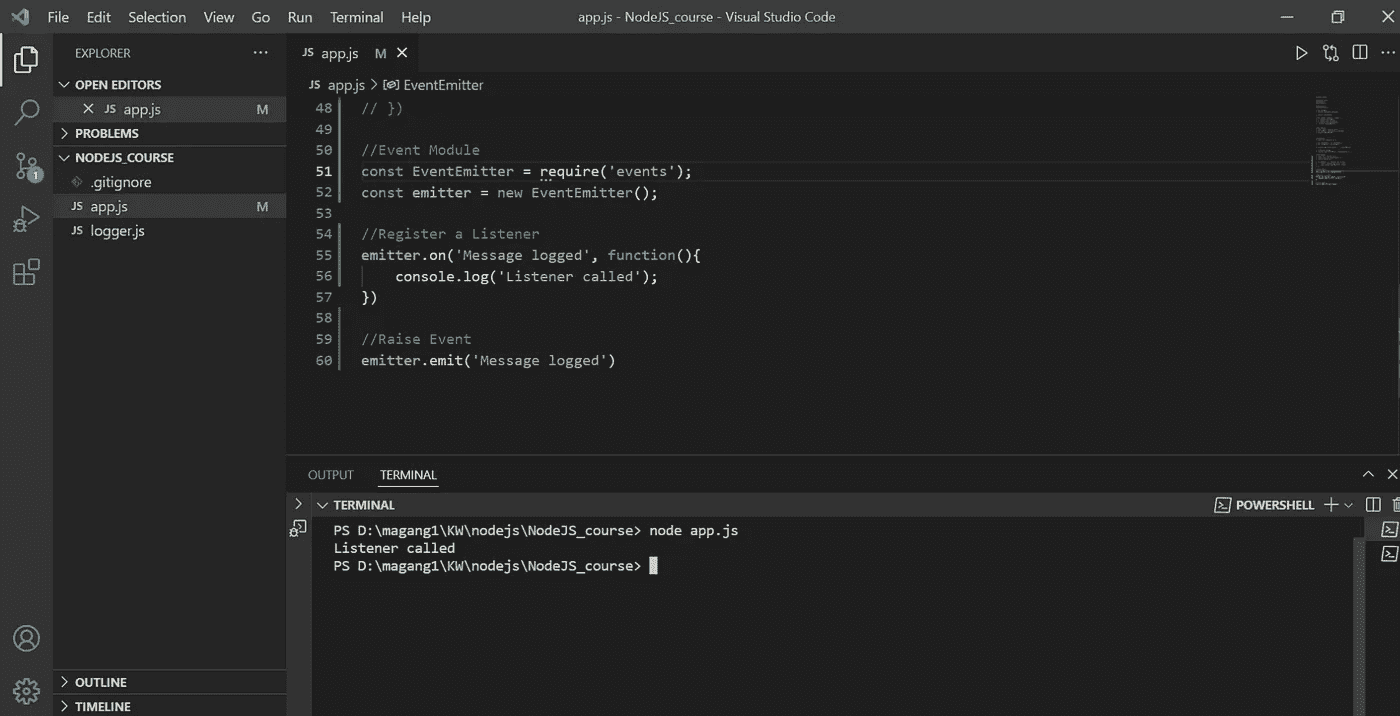 File Edit Selection View Go Run Terminal Help
app.js - NodeJS_course - Visual Studio Code
EXPLORER
OPEN EDITORS
JS app.js M
PROBLEMS
NODEJS_COURSE
.gitignore
JS app.js M
JS logger.js
OUTLINE
TIMELINE
1
JS app.js M
JS app.js > EventEmitter
48 // })
49
50 //Event Module
51 const EventEmitter = require('events');
52 const emitter = new EventEmitter();
53
54 //Register a Listener
55 emitter.on('Message logged', function(){
56     console.log('Listener called');
57 })
58
59 //Raise Event
60 emitter.emit('Message logged')
OUTPUT TERMINAL
TERMINAL
POWERSHELL
PS D:\magang1\KW\nodejs\NodeJS_course> node app.js
Listener called
PS D:\magang1\KW\nodejs\NodeJS_course>